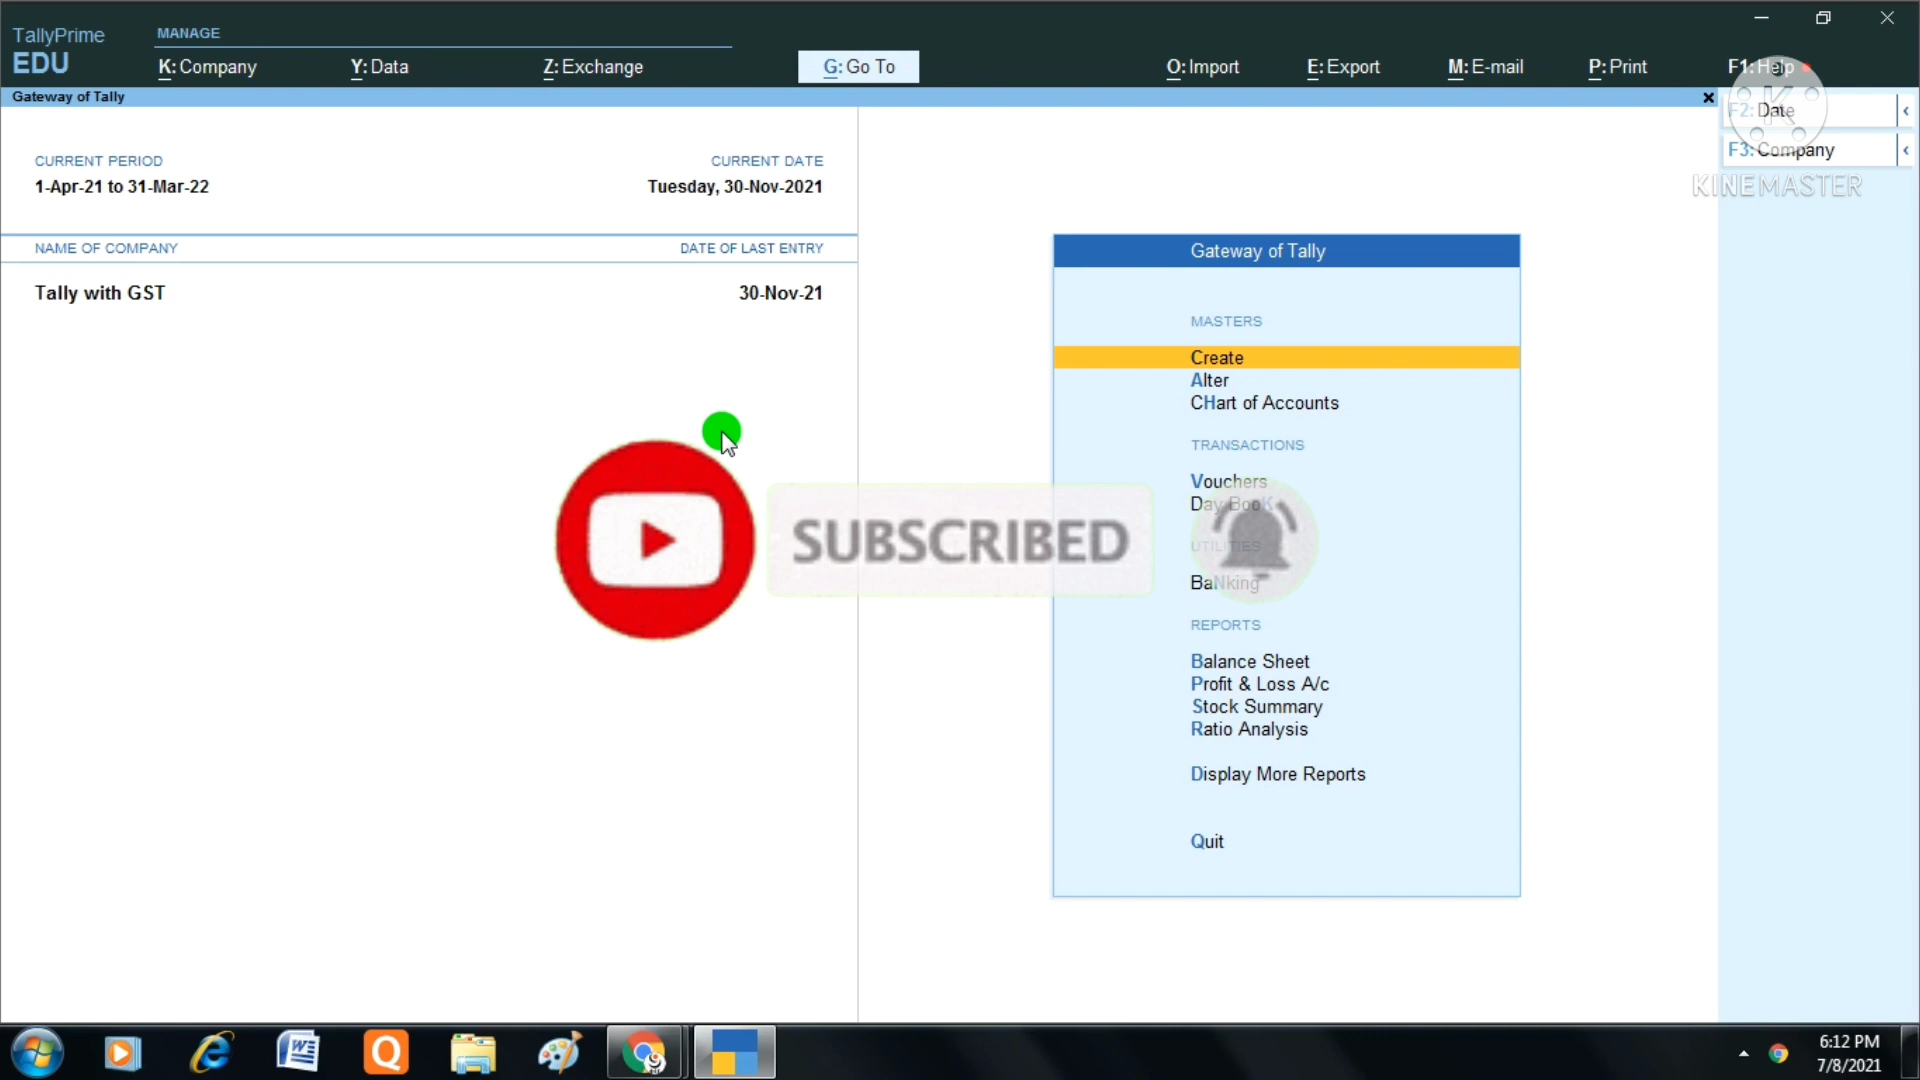 TallyPrime
EDU
MANAGE
K: Company
Y: Data
Z: Exchange
G: Go To
O: Import
E: Export
M: E-mail
P: Print
F1: Help
Gateway of Tally
F2: Date
F3: Company
KINEMASTER
CURRENT PERIOD
CURRENT DATE
1-Apr-21 to 31-Mar-22
Tuesday, 30-Nov-2021
NAME OF COMPANY
DATE OF LAST ENTRY
Tally with GST
30-Nov-21
Gateway of Tally
MASTERS
Create
Alter
CHart of Accounts
TRANSACTIONS
Vouchers
Day BooK
SUBSCRIBED
UTILITIES
BaNking
REPORTS
Balance Sheet
Profit & Loss A/c
Stock Summary
Ratio Analysis
Display More Reports
Quit
6:12 PM
7/8/2021